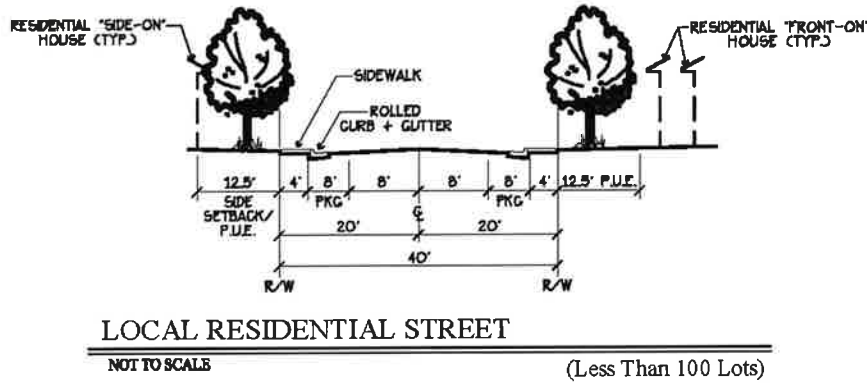 RESIDENTIAL "SIDE-ON"
HOUSE (TYP.)
RESIDENTIAL "FRONT-ON"
HOUSE (TYP.)
SIDEWALK
ROLLED
CURB + GUTTER
12.5'
4'
8'
8'
8'
8'
4'
12.5' P.U.E.
SIDE
SETBACK/
P.U.E.
PKG
PKG
℄
20'
20'
40'
R/W
R/W
LOCAL RESIDENTIAL STREET
NOT TO SCALE
(Less Than 100 Lots)